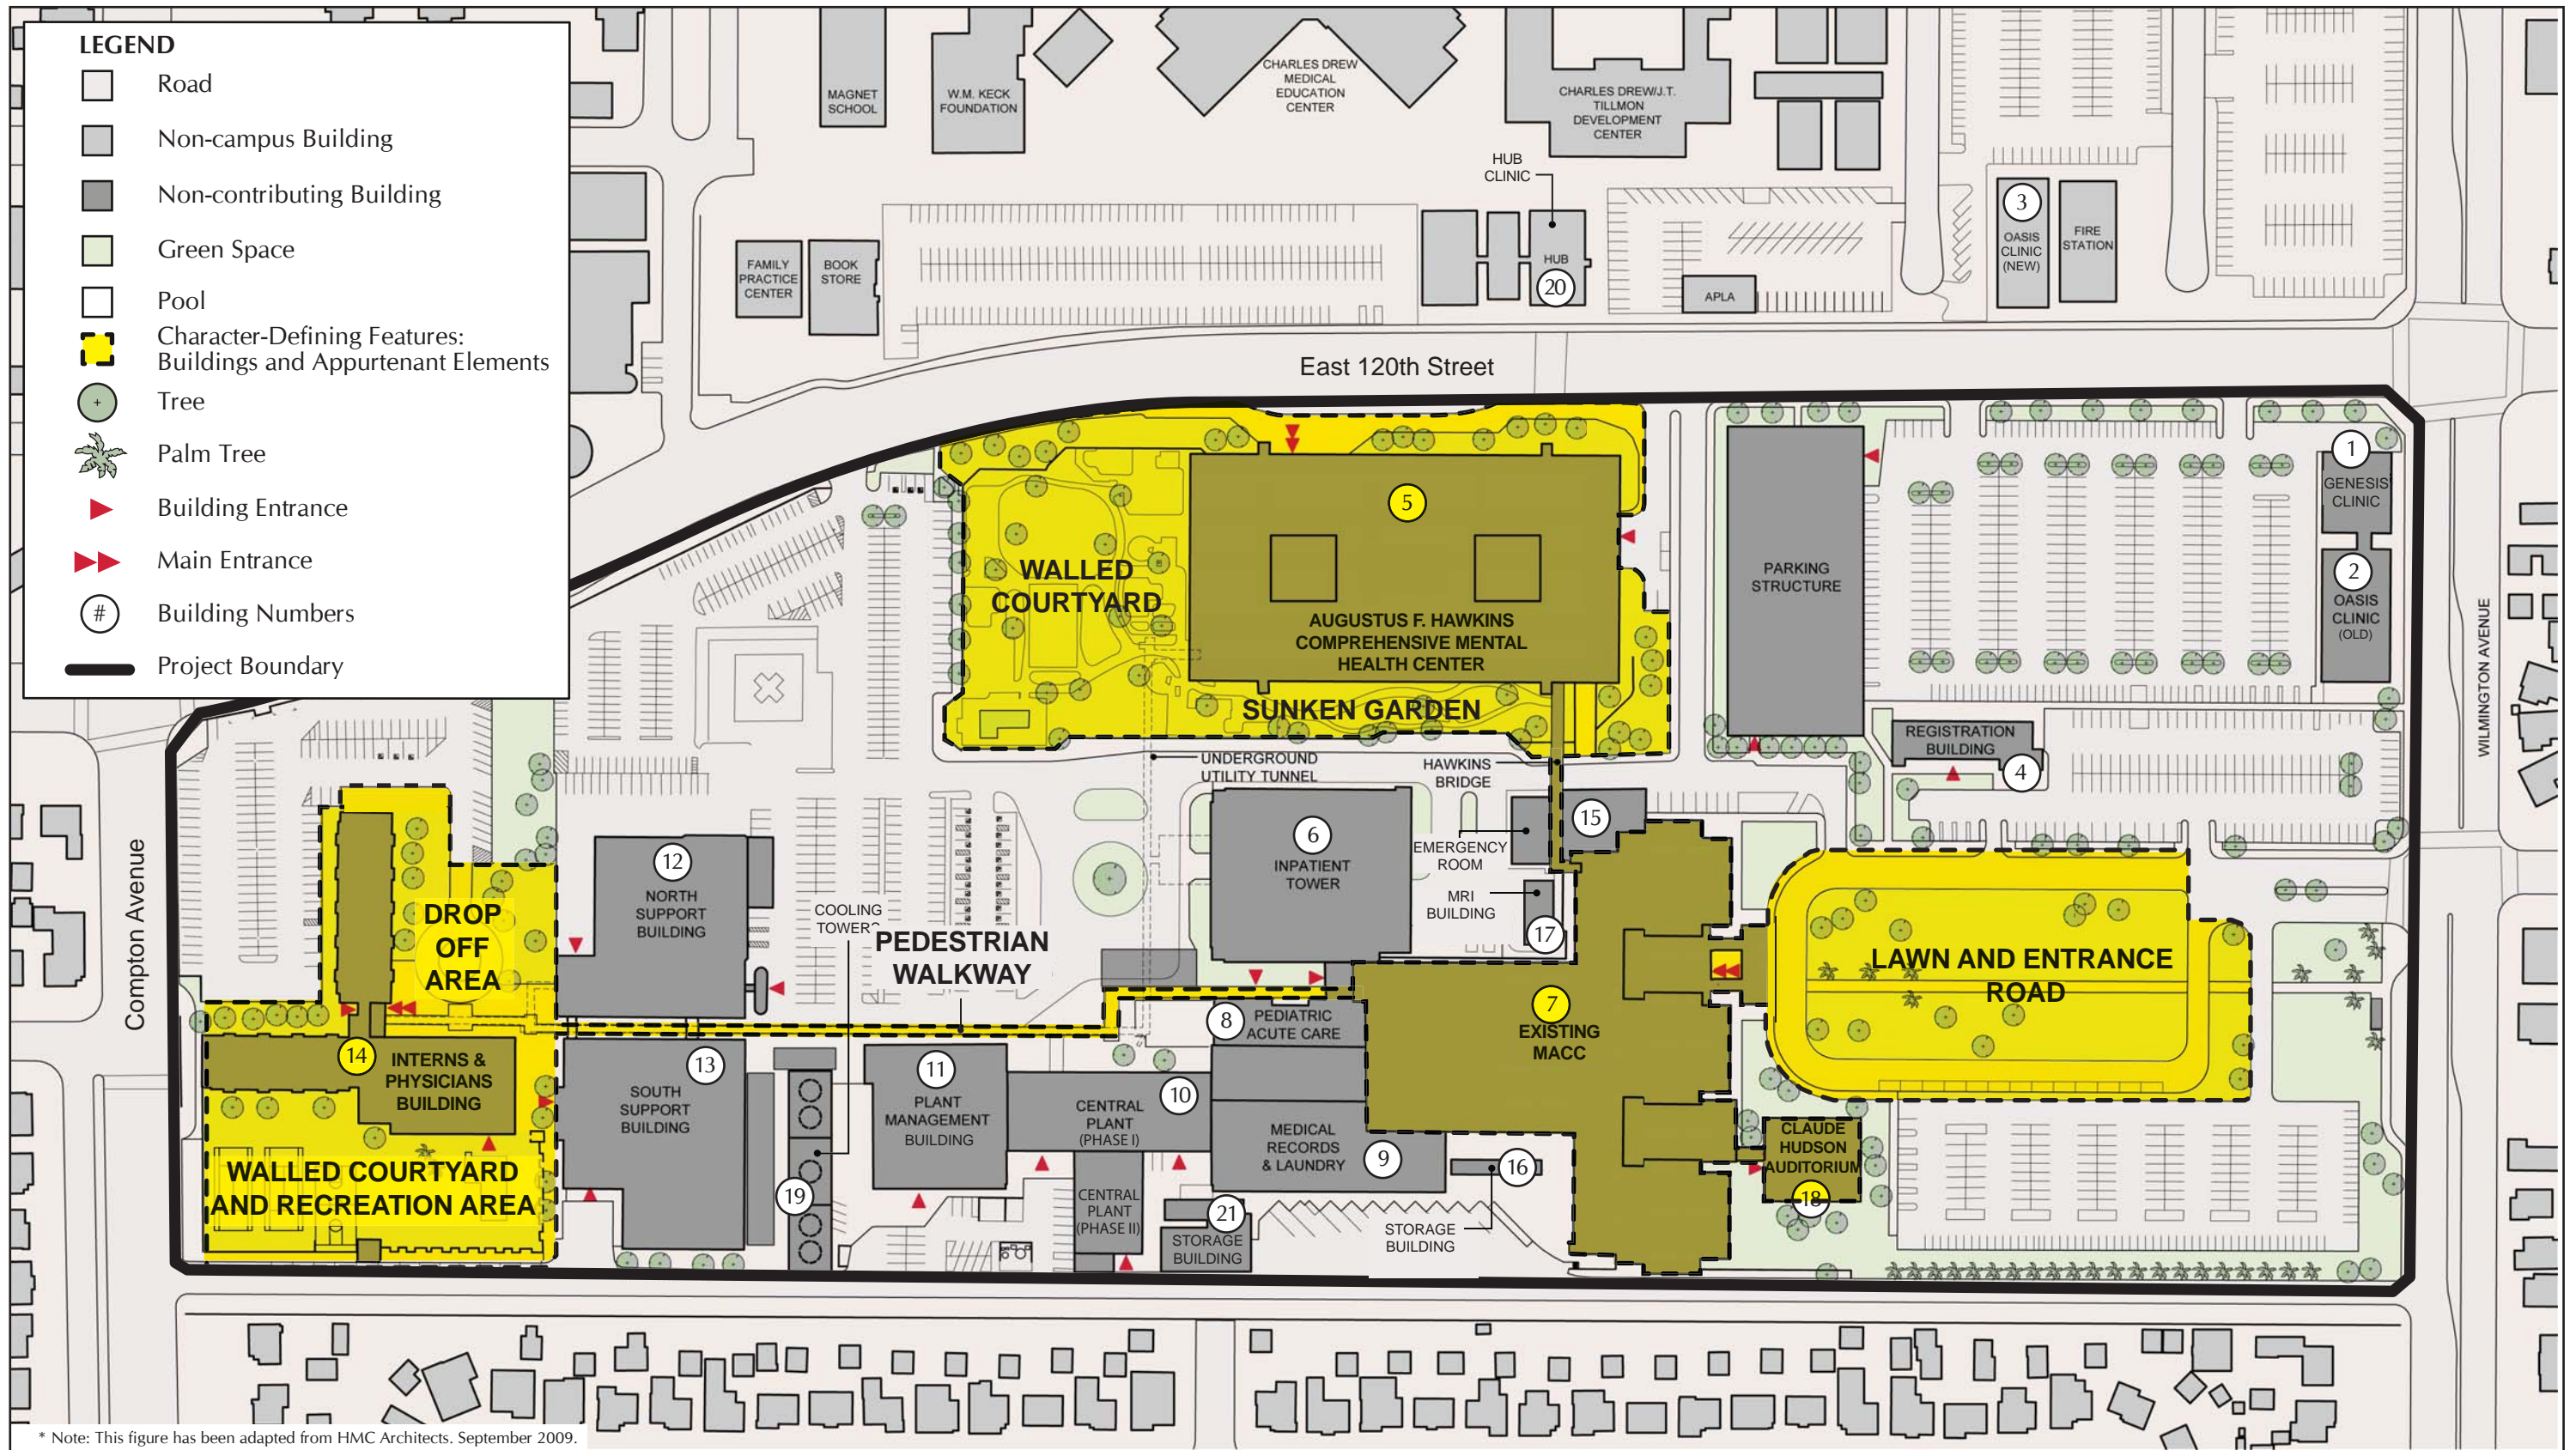 LEGEND
Road
Non-campus Building
Non-contributing Building
Green Space
Pool
Character-Defining Features:
Buildings and Appurtenant Elements
Tree
Palm Tree
Building Entrance
Main Entrance
#
Building Numbers
Project Boundary
MAGNET
SCHOOL
W.M. KECK
FOUNDATION
CHARLES DREW
MEDICAL
EDUCATION
CENTER
CHARLES DREW/J.T.
TILLMON
DEVELOPMENT
CENTER
HUB
CLINIC
FAMILY
PRACTICE
CENTER
BOOK
STORE
HUB
20
APLA
3
OASIS
CLINIC
(NEW)
FIRE
STATION
East 120th Street
WALLED
COURTYARD
5
AUGUSTUS F. HAWKINS
COMPREHENSIVE MENTAL
HEALTH CENTER
SUNKEN GARDEN
PARKING
STRUCTURE
1
GENESIS
CLINIC
2
OASIS
CLINIC
(OLD)
WILMINGTON AVENUE
REGISTRATION
BUILDING
4
UNDERGROUND
UTILITY TUNNEL
HAWKINS
BRIDGE
6
INPATIENT
TOWER
15
EMERGENCY
ROOM
MRI
BUILDING
17
Compton Avenue
DROP
OFF
AREA
12
NORTH
SUPPORT
BUILDING
COOLING
TOWERS
PEDESTRIAN
WALKWAY
LAWN AND ENTRANCE
ROAD
7
EXISTING
MACC
8
PEDIATRIC
ACUTE CARE
14
INTERNS &
PHYSICIANS
BUILDING
13
SOUTH
SUPPORT
BUILDING
11
PLANT
MANAGEMENT
BUILDING
10
CENTRAL
PLANT
(PHASE I)
MEDICAL
RECORDS
& LAUNDRY
9
16
CLAUDE
HUDSON
AUDITORIUM
18
WALLED COURTYARD
AND RECREATION AREA
19
CENTRAL
PLANT
(PHASE II)
21
STORAGE
BUILDING
STORAGE
BUILDING
* Note: This figure has been adapted from HMC Architects. September 2009.